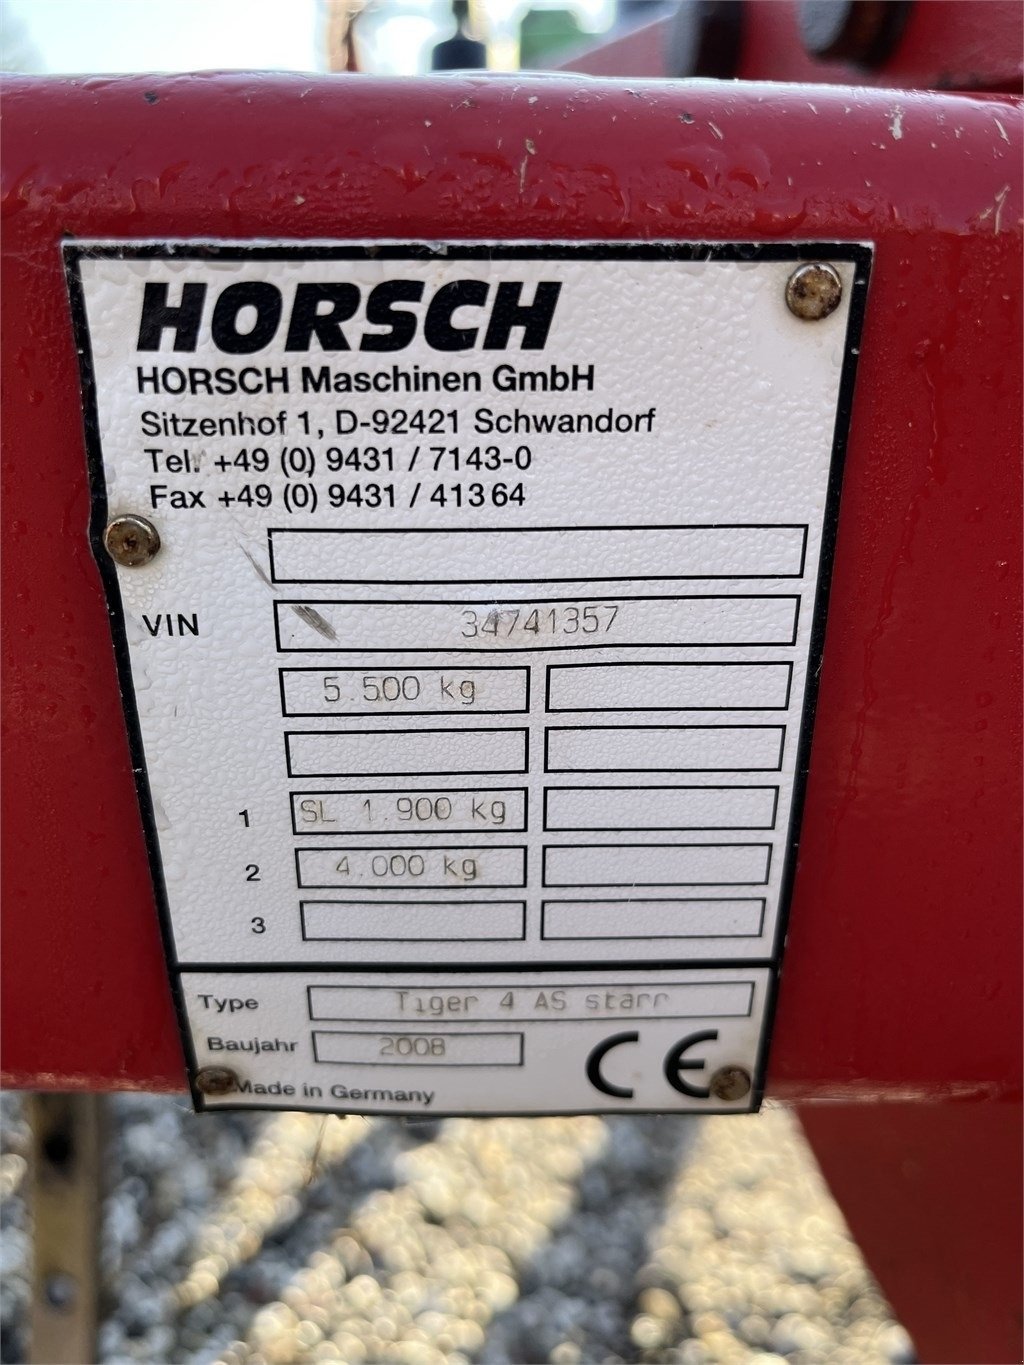 HORSCH
HORSCH Maschinen GmbH
Sitzenhof 1, D-92421 Schwandorf
Tel. +49 (0) 9431 / 7143-0
Fax +49 (0) 9431 / 41364
VIN 34741357
5.500 kg
1 SL 1.900 kg
2 4.000 kg
3
Type Tiger 4 AS starr
Baujahr 2008
CE
Made in Germany